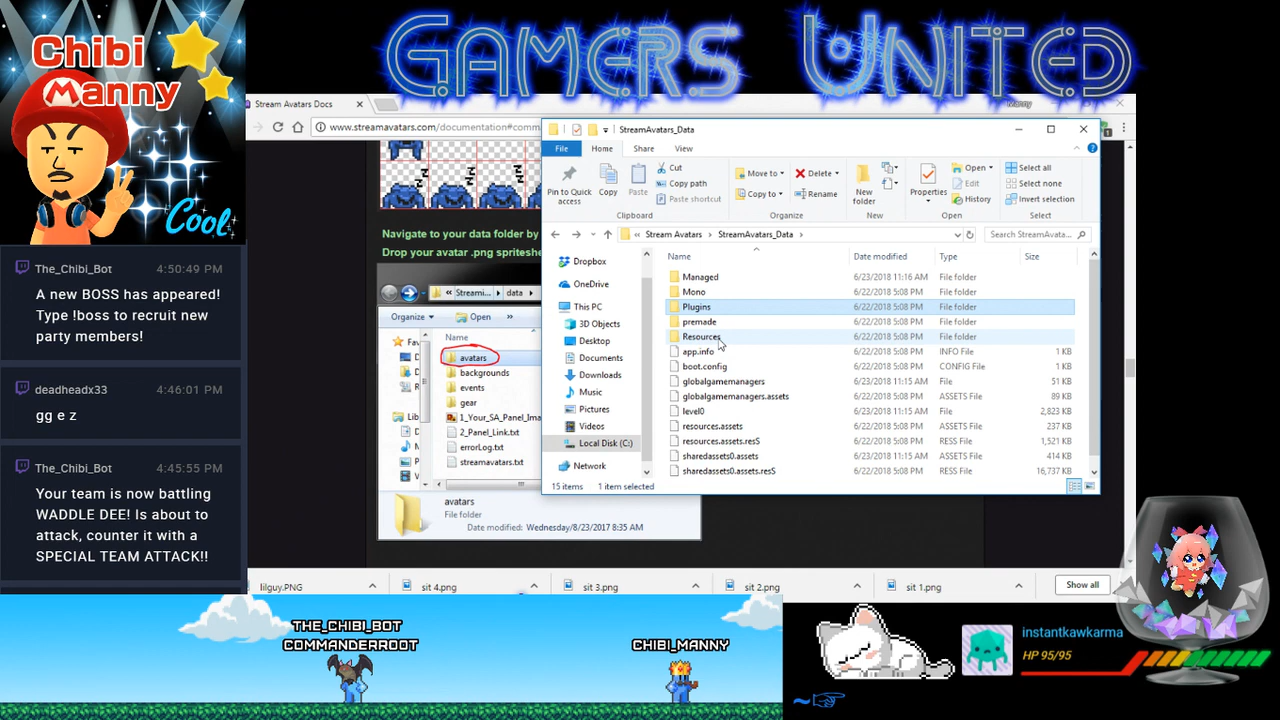 GAMERS UNITED
Chibi
Manny
Cool
The_Chibi_Bot 4:50:49 PM
A new BOSS has appeared!
Type !boss to recruit new
party members!
deadheadx33 4:46:01 PM
gg e z
The_Chibi_Bot 4:45:55 PM
Your team is now battling
WADDLE DEE! Is about to
attack, counter it with a
SPECIAL TEAM ATTACK!!
Stream Avatars Docs
Manny
www.streamavatars.com/documentation#comm
Navigate to your data folder by
Drop your avatar .png spriteshe
« Streami... ▸ data ▸
Organize Open »
Name
avatars
backgrounds
events
gear
1_Your_SA_Panel_Ima
2_Panel_Link.txt
errorLog.txt
streamavatars.txt
avatars
File folder
Date modified: Wednesday/8/23/2017 8:35 AM
StreamAvatars_Data
File Home Share View
Pin to Quick
access
Copy
Paste
Cut
Copy path
Paste shortcut
Clipboard
Move to
Copy to
Delete
Rename
Organize
New
folder
New
Properties
Open
Edit
History
Open
Select all
Select none
Invert selection
Select
« Stream Avatars › StreamAvatars_Data ›
Search StreamAvata...
Dropbox
OneDrive
This PC
3D Objects
Desktop
Documents
Downloads
Music
Pictures
Videos
Local Disk (C:)
Network
Name Date modified Type Size
Managed 6/23/2018 11:16 AM File folder
Mono 6/22/2018 5:08 PM File folder
Plugins 6/22/2018 5:08 PM File folder
premade 6/22/2018 5:08 PM File folder
Resources 6/22/2018 5:08 PM File folder
app.info 6/22/2018 5:08 PM INFO File 1 KB
boot.config 6/22/2018 5:08 PM CONFIG File 1 KB
globalgamemanagers 6/23/2018 11:15 AM File 51 KB
globalgamemanagers.assets 6/22/2018 5:08 PM ASSETS File 89 KB
level0 6/23/2018 11:15 AM File 2,823 KB
resources.assets 6/22/2018 5:08 PM ASSETS File 237 KB
resources.assets.resS 6/22/2018 5:08 PM RESS File 1,521 KB
sharedassets0.assets 6/23/2018 11:15 AM ASSETS File 414 KB
sharedassets0.assets.resS 6/22/2018 5:08 PM RESS File 16,737 KB
15 items 1 item selected
lilguy.PNG
sit 4.png
sit 3.png
sit 2.png
sit 1.png
Show all
THE_CHIBI_BOT
COMMANDERROOT
CHIBI_MANNY
instantkawkarma
HP 95/95